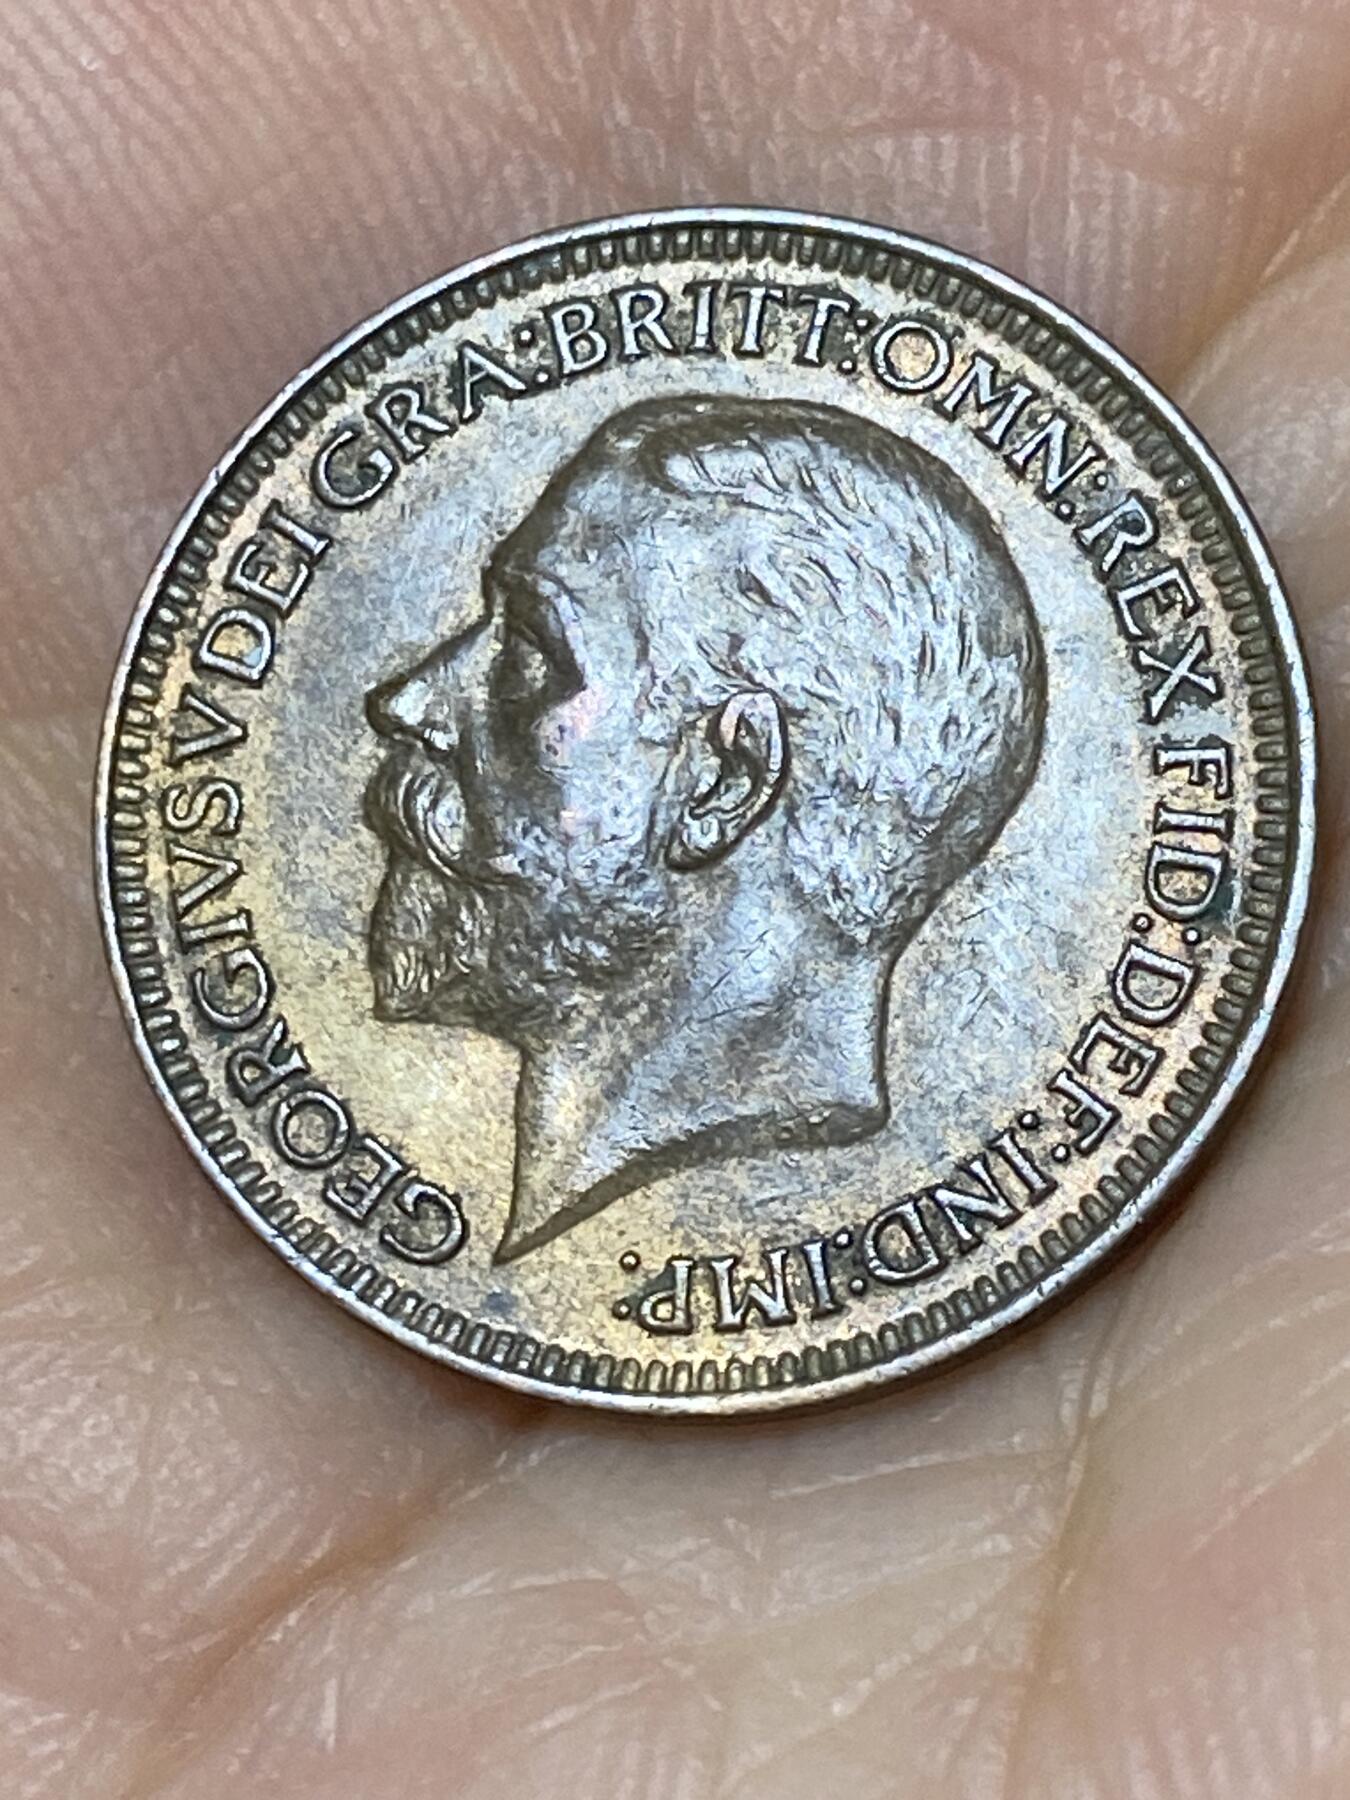 GEORGIVS V DEI GRA:BRITT:OMN:REX FID:DEF:IND:IMP: